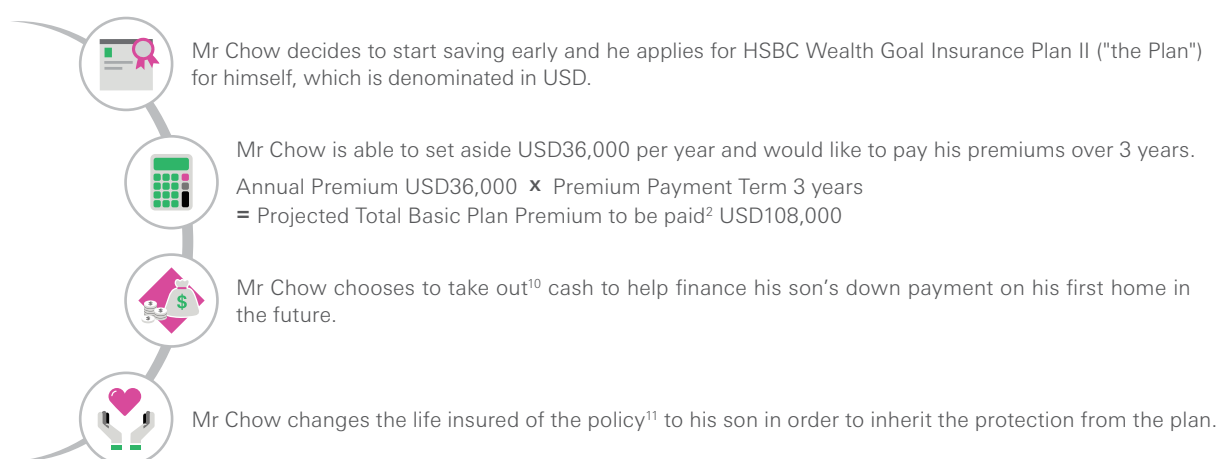 Mr Chow decides to start saving early and he applies for HSBC Wealth Goal Insurance Plan II ("the Plan")
for himself, which is denominated in USD.
Mr Chow is able to set aside USD36,000 per year and would like to pay his premiums over 3 years.
Annual Premium USD36,000 x Premium Payment Term 3 years
= Projected Total Basic Plan Premium to be paid² USD108,000
Mr Chow chooses to take out¹⁰ cash to help finance his son’s down payment on his first home in
the future.
Mr Chow changes the life insured of the policy¹¹ to his son in order to inherit the protection from the plan.